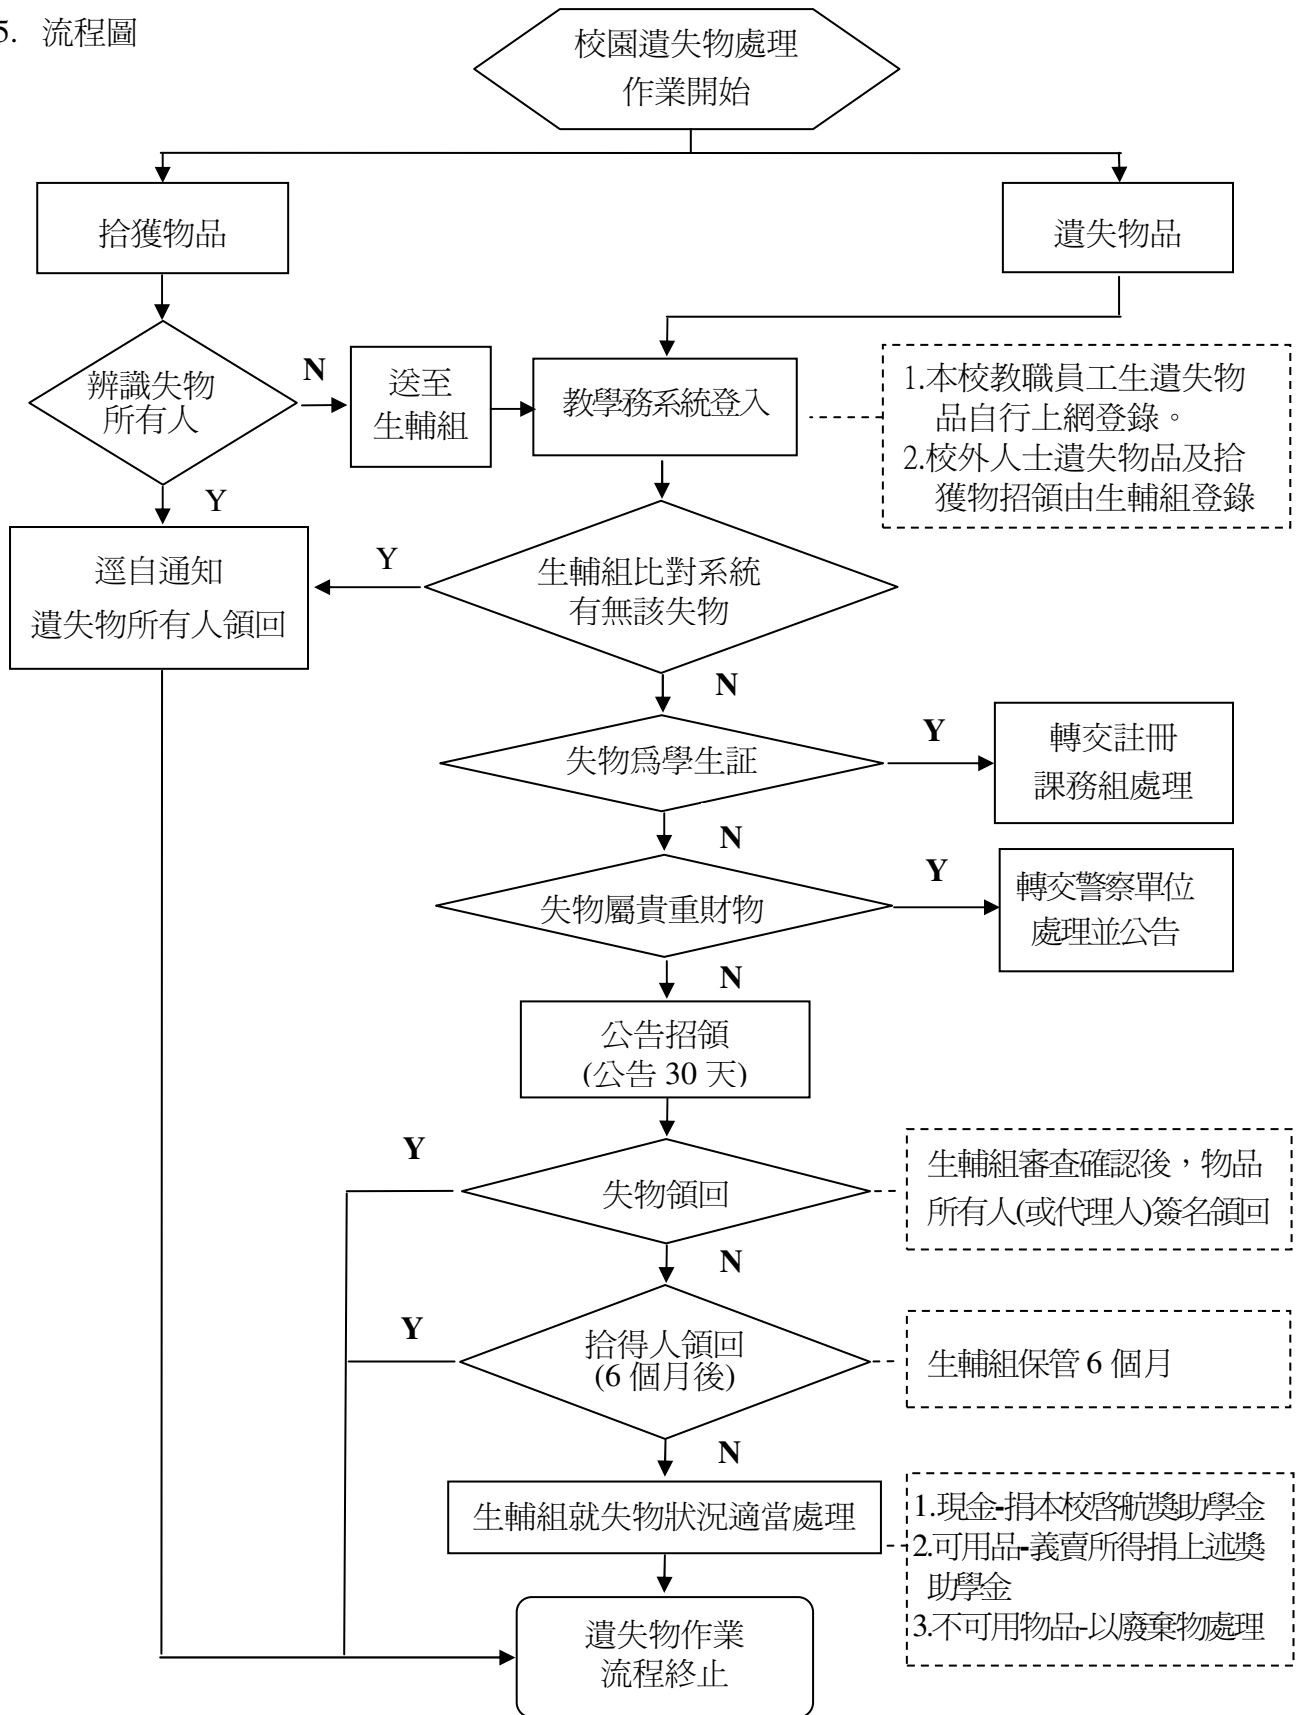 5. 流程圖
校園遺失物處理
作業開始
拾獲物品
遺失物品
辨識失物
所有人
N
送至
生輔組
教學務系統登入
1.本校教職員工生遺失物
品自行上網登錄。
2.校外人士遺失物品及拾
獲物招領由生輔組登錄
Y
逕自通知
遺失物所有人領回
Y
生輔組比對系統
有無該失物
N
失物為學生証
Y
轉交註冊
課務組處理
N
失物屬貴重財物
Y
轉交警察單位
處理並公告
N
公告招領
(公告 30 天)
Y
失物領回
生輔組審查確認後，物品
所有人(或代理人)簽名領回
N
Y
拾得人領回
(6 個月後)
生輔組保管 6 個月
N
生輔組就失物狀況適當處理
1.現金-捐本校啓航獎助學金
2.可用品-義賣所得捐上述獎
助學金
3.不可用物品-以廢棄物處理
遺失物作業
流程終止